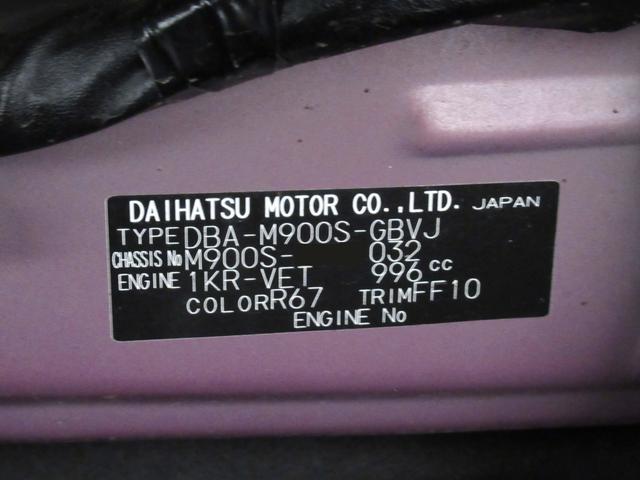 DAIHATSU MOTOR CO.,LTD. JAPAN
TYPE DBA-M900S-GBVJ
CHASSIS No M900S- 032
ENGINE 1KR-VET 996 cc
COLOR R67 TRIM FF10
ENGINE No